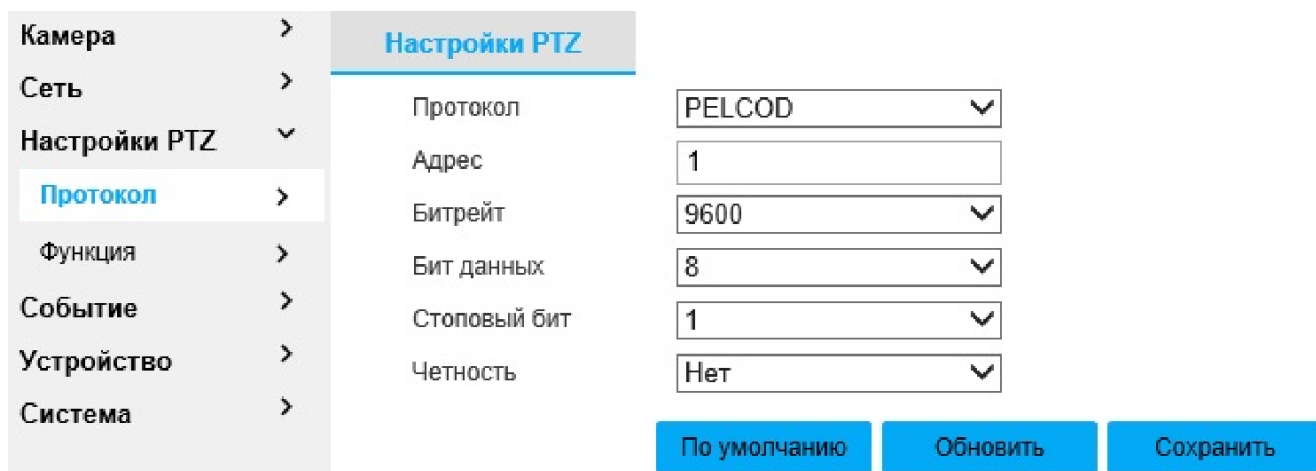 Камера
Сеть
Настройки PTZ
Протокол
Функция
Событие
Устройство
Система
Настройки PTZ
Протокол PELCOD
Адрес 1
Битрейт 9600
Бит данных 8
Стоповый бит 1
Четность Нет
По умолчанию Обновить Сохранить